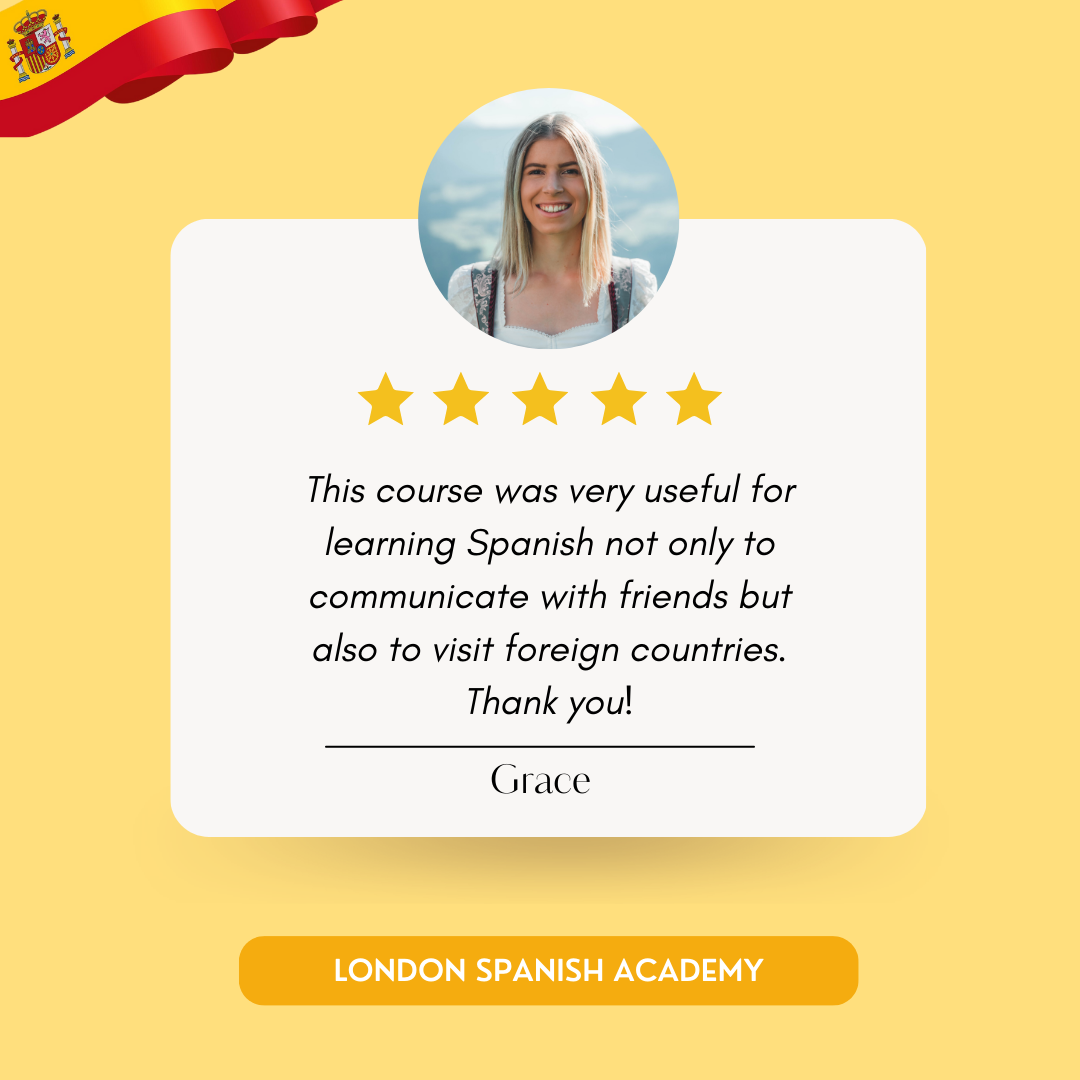 This course was very useful for
learning Spanish not only to
communicate with friends but
also to visit foreign countries.
Thank you!
Grace
LONDON SPANISH ACADEMY